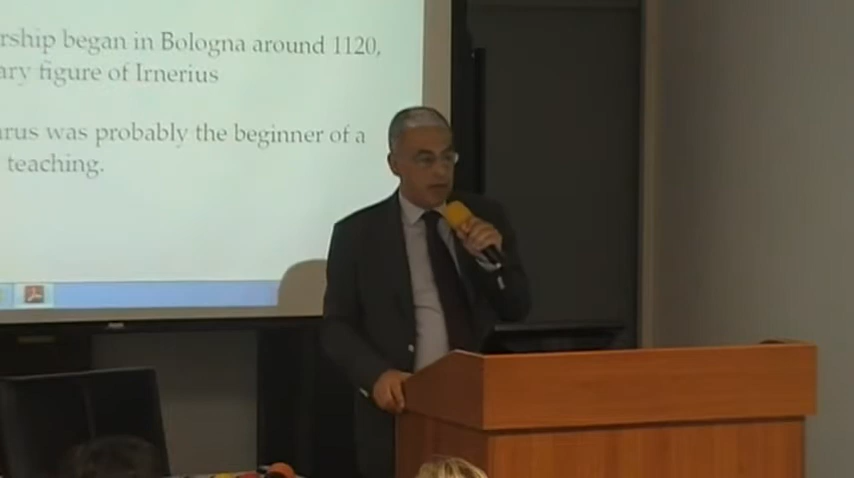 rship began in Bologna around 1120,
ary figure of Irnerius
arus was probably the beginner of a
teaching.